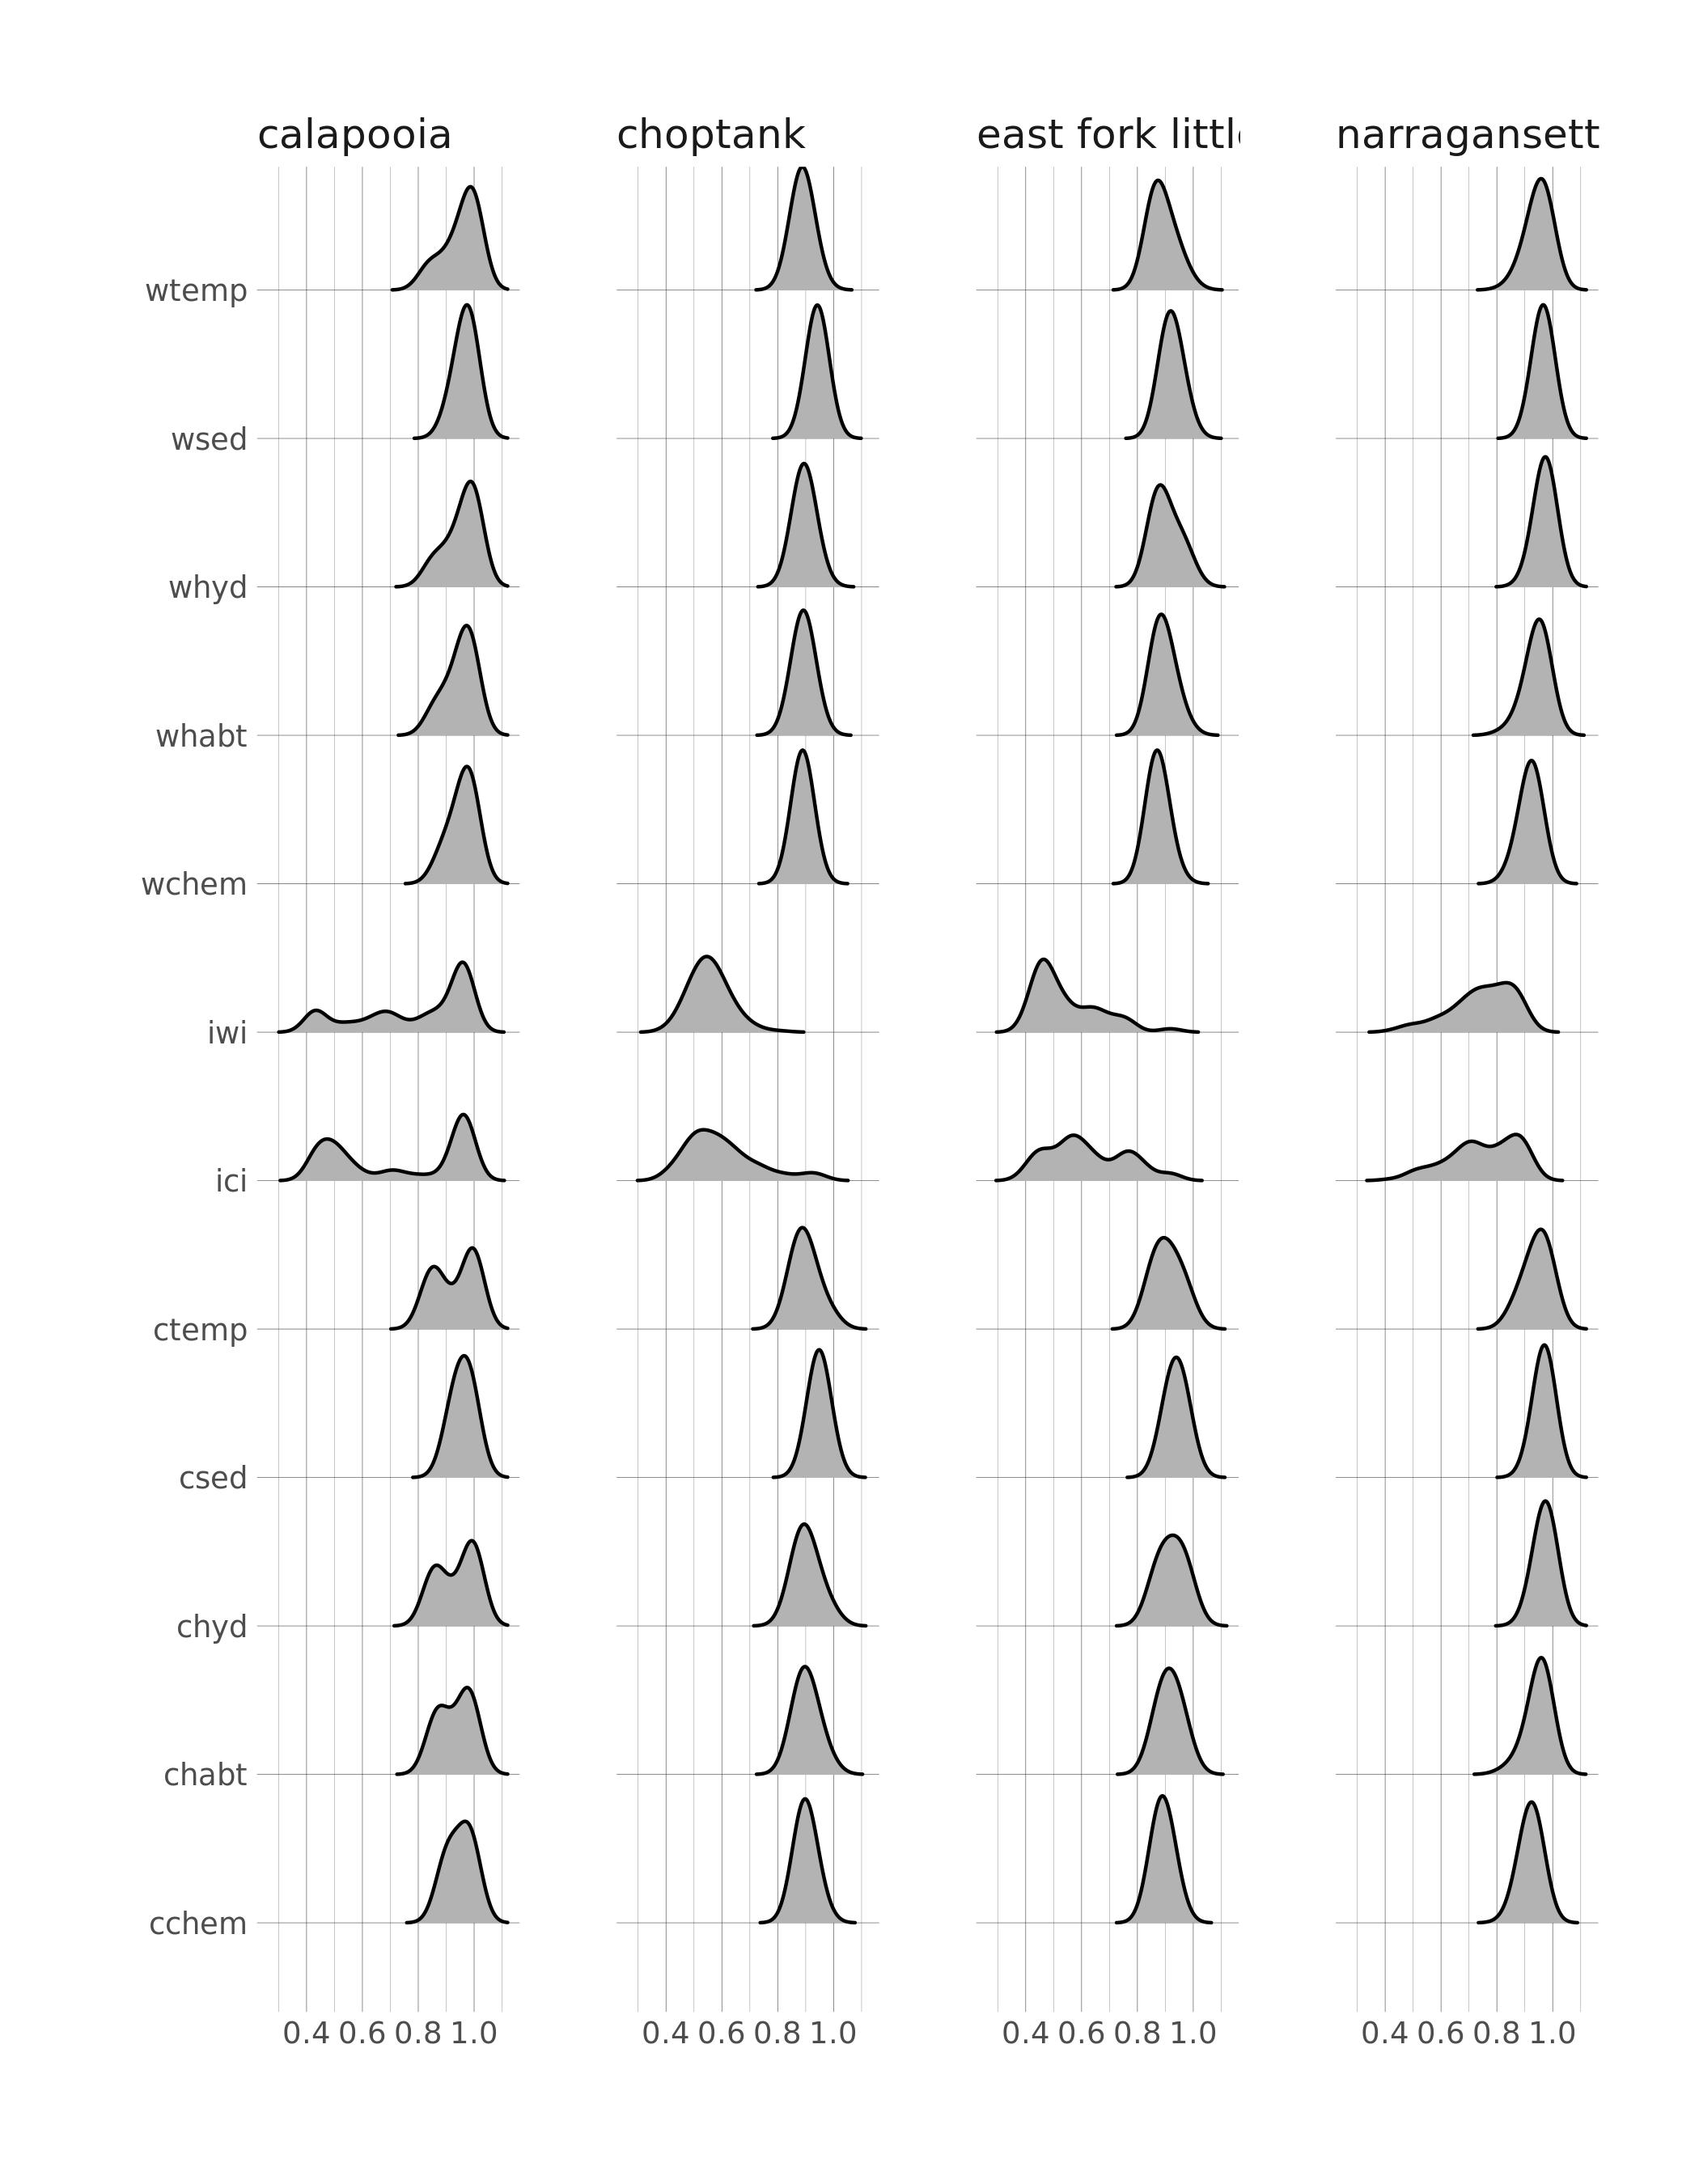 calapooia choptank east fork little narragansett
wtemp
wsed
whyd
whabt
wchem
iwi
ici
ctemp
csed
chyd
chabt
cchem
0.4 0.6 0.8 1.0 0.4 0.6 0.8 1.0 0.4 0.6 0.8 1.0 0.4 0.6 0.8 1.0